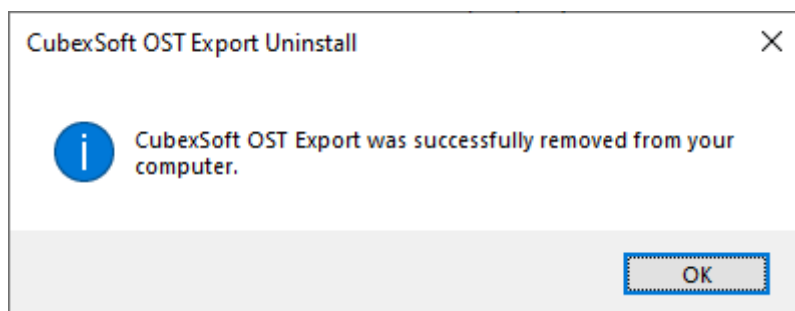 CubexSoft OST Export Uninstall
CubexSoft OST Export was successfully removed from your
computer.
OK